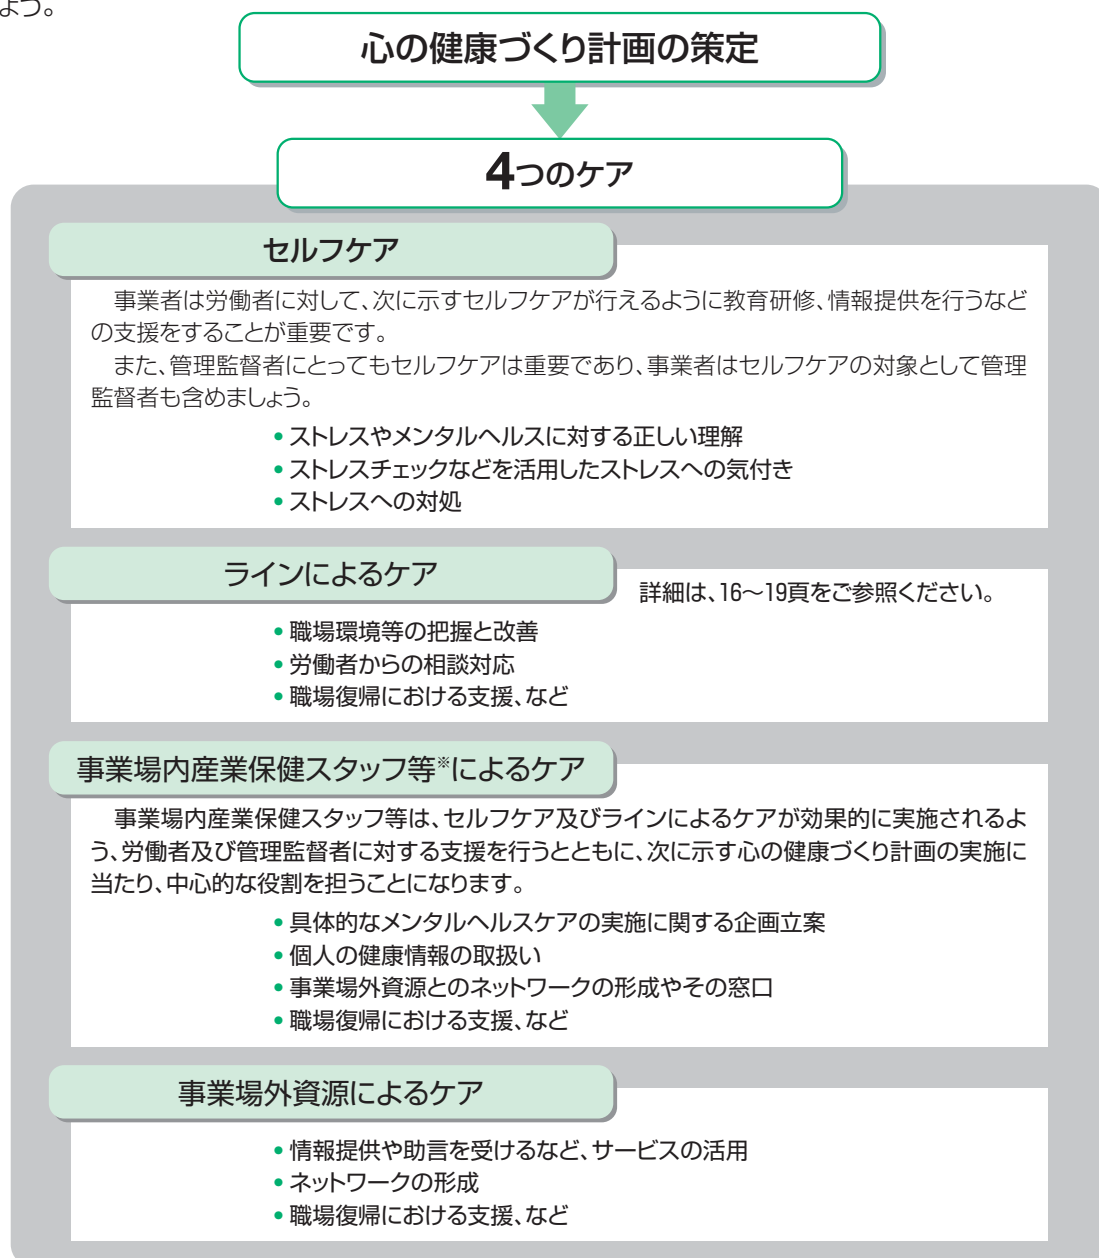 ょう。
心の健康づくり計画の策定
4つのケア
セルフケア
事業者は労働者に対して、次に示すセルフケアが行えるように教育研修、情報提供を行うなど
の支援をすることが重要です。
また、管理監督者にとってもセルフケアは重要であり、事業者はセルフケアの対象として管理
監督者も含めましょう。
•ストレスやメンタルヘルスに対する正しい理解
•ストレスチェックなどを活用したストレスへの気付き
•ストレスへの対処
ラインによるケア
詳細は、16〜19頁をご参照ください。
•職場環境等の把握と改善
•労働者からの相談対応
•職場復帰における支援、など
事業場内産業保健スタッフ等※によるケア
事業場内産業保健スタッフ等は、セルフケア及びラインによるケアが効果的に実施されるよ
う、労働者及び管理監督者に対する支援を行うとともに、次に示す心の健康づくり計画の実施に
当たり、中心的な役割を担うことになります。
•具体的なメンタルヘルスケアの実施に関する企画立案
•個人の健康情報の取扱い
•事業場外資源とのネットワークの形成やその窓口
•職場復帰における支援、など
事業場外資源によるケア
•情報提供や助言を受けるなど、サービスの活用
•ネットワークの形成
•職場復帰における支援、など